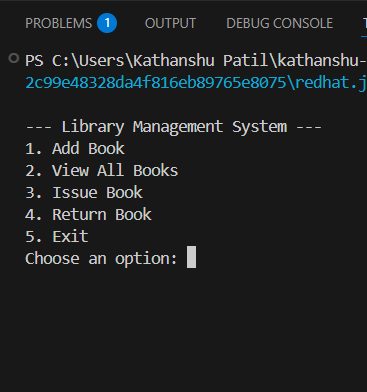 PROBLEMS 1 OUTPUT DEBUG CONSOLE
PS C:\Users\Kathanshu Patil\kathanshu-
2c99e48328da4f816eb89765e8075\redhat.j
--- Library Management System ---
1. Add Book
2. View All Books
3. Issue Book
4. Return Book
5. Exit
Choose an option: